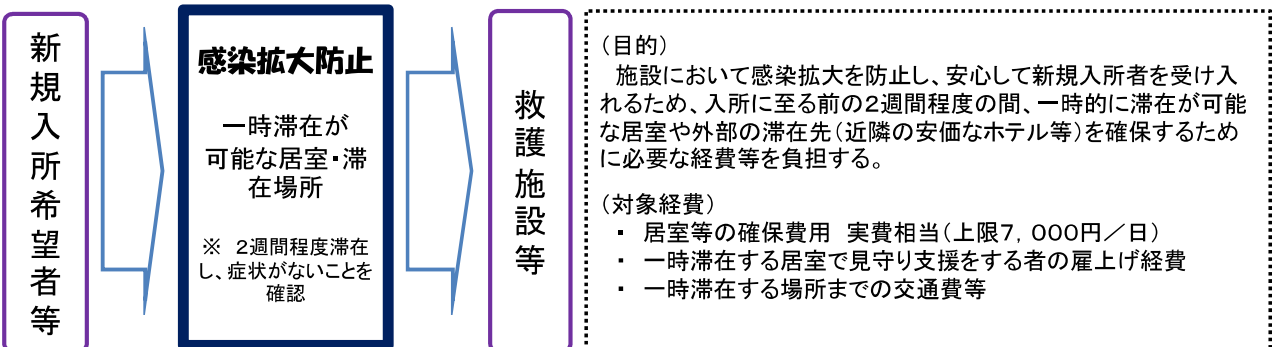 新規入所希望者等
感染拡大防止
一時滞在が
可能な居室・滞
在場所
※ 2週間程度滞在
し、症状がないことを
確認
救護施設等
(目的)
施設において感染拡大を防止し、安心して新規入所者を受け入
れるため、入所に至る前の2週間程度の間、一時的に滞在が可能
な居室や外部の滞在先(近隣の安価なホテル等)を確保するため
に必要な経費等を負担する。
(対象経費)
・ 居室等の確保費用 実費相当(上限7,000円/日)
・ 一時滞在する居室で見守り支援をする者の雇上げ経費
・ 一時滞在する場所までの交通費等